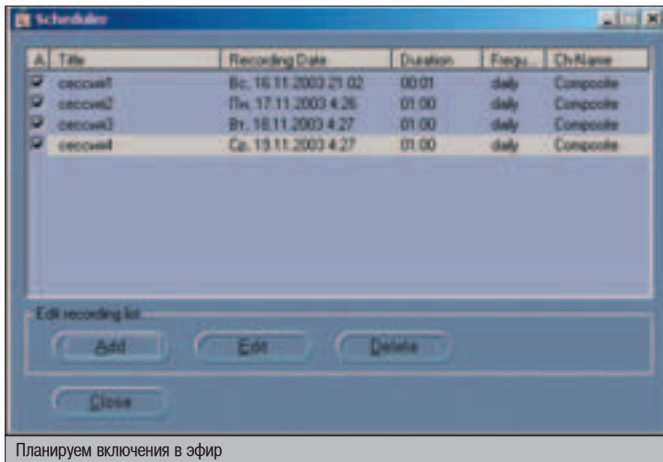 Scheduler
A Title Recording Date Duration Frequ... Ch-Name
сессия1 Вс, 16.11.2003 21:02 00:01 daily Composite
сессия2 Пн, 17.11.2003 4:26 01:00 daily Composite
сессия3 Вт, 18.11.2003 4:27 01:00 daily Composite
сессия4 Ср, 19.11.2003 4:27 01:00 daily Composite
Edit recording list
Add Edit Delete
Close
Планируем включения в эфир